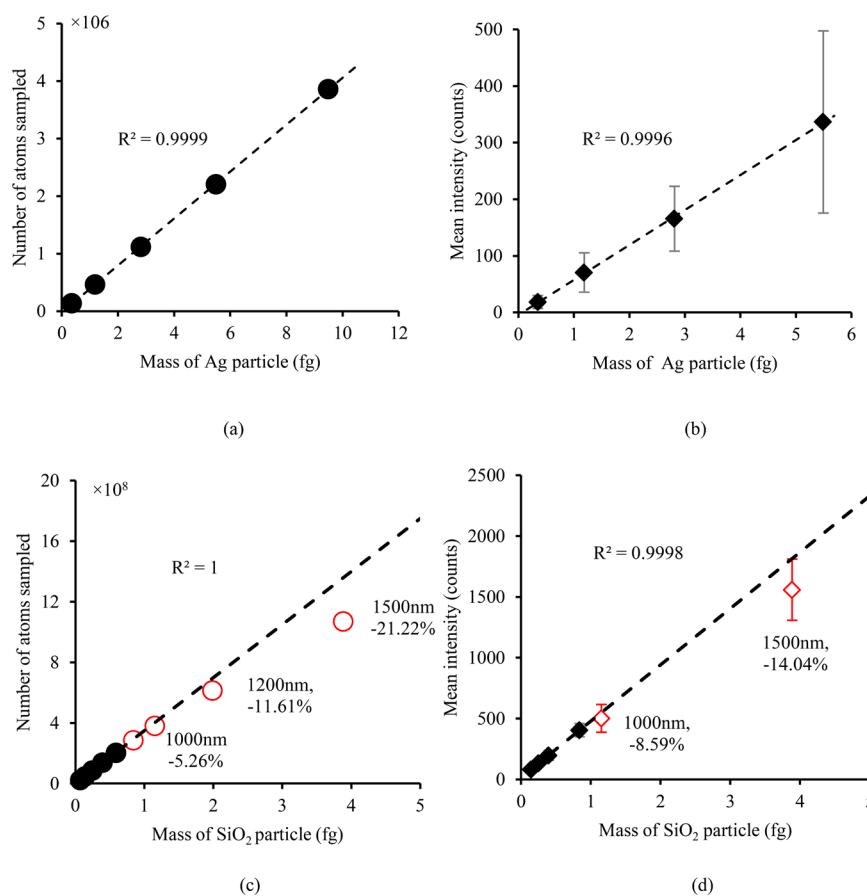 ×106
5
4
3
2
1
0
0 2 4 6 8 10 12
Number of atoms sampled
R² = 0.9999
Mass of Ag particle (fg)
(a)
500
400
300
200
100
0
0 1 2 3 4 5 6
Mean intensity (counts)
R² = 0.9996
Mass of Ag particle (fg)
(b)
×10⁸
20
16
12
8
4
0
0 1 2 3 4 5
Number of atoms sampled
R² = 1
1500nm
-21.22%
1200nm,
-11.61%
1000nm
-5.26%
Mass of SiO₂ particle (fg)
(c)
2500
2000
1500
1000
500
0
0 1 2 3 4
Mean intensity (counts)
R² = 0.9998
1500nm,
-14.04%
1000nm,
-8.59%
Mass of SiO₂ particle (fg)
(d)